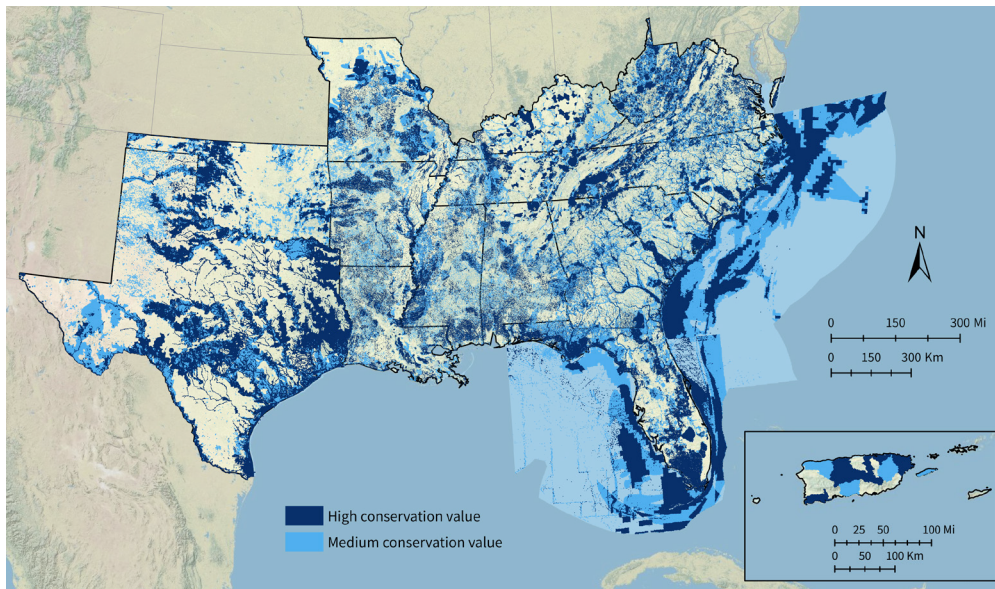 N
0 150 300 Mi
0 150 300 Km
High conservation value
Medium conservation value
0 25 50 100 Mi
0 50 100 Km